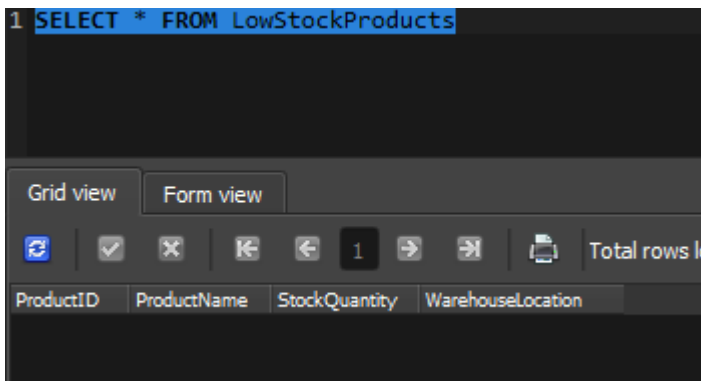 1 SELECT * FROM LowStockProducts
Grid view Form view
1 Total rows
ProductID ProductName StockQuantity WarehouseLocation